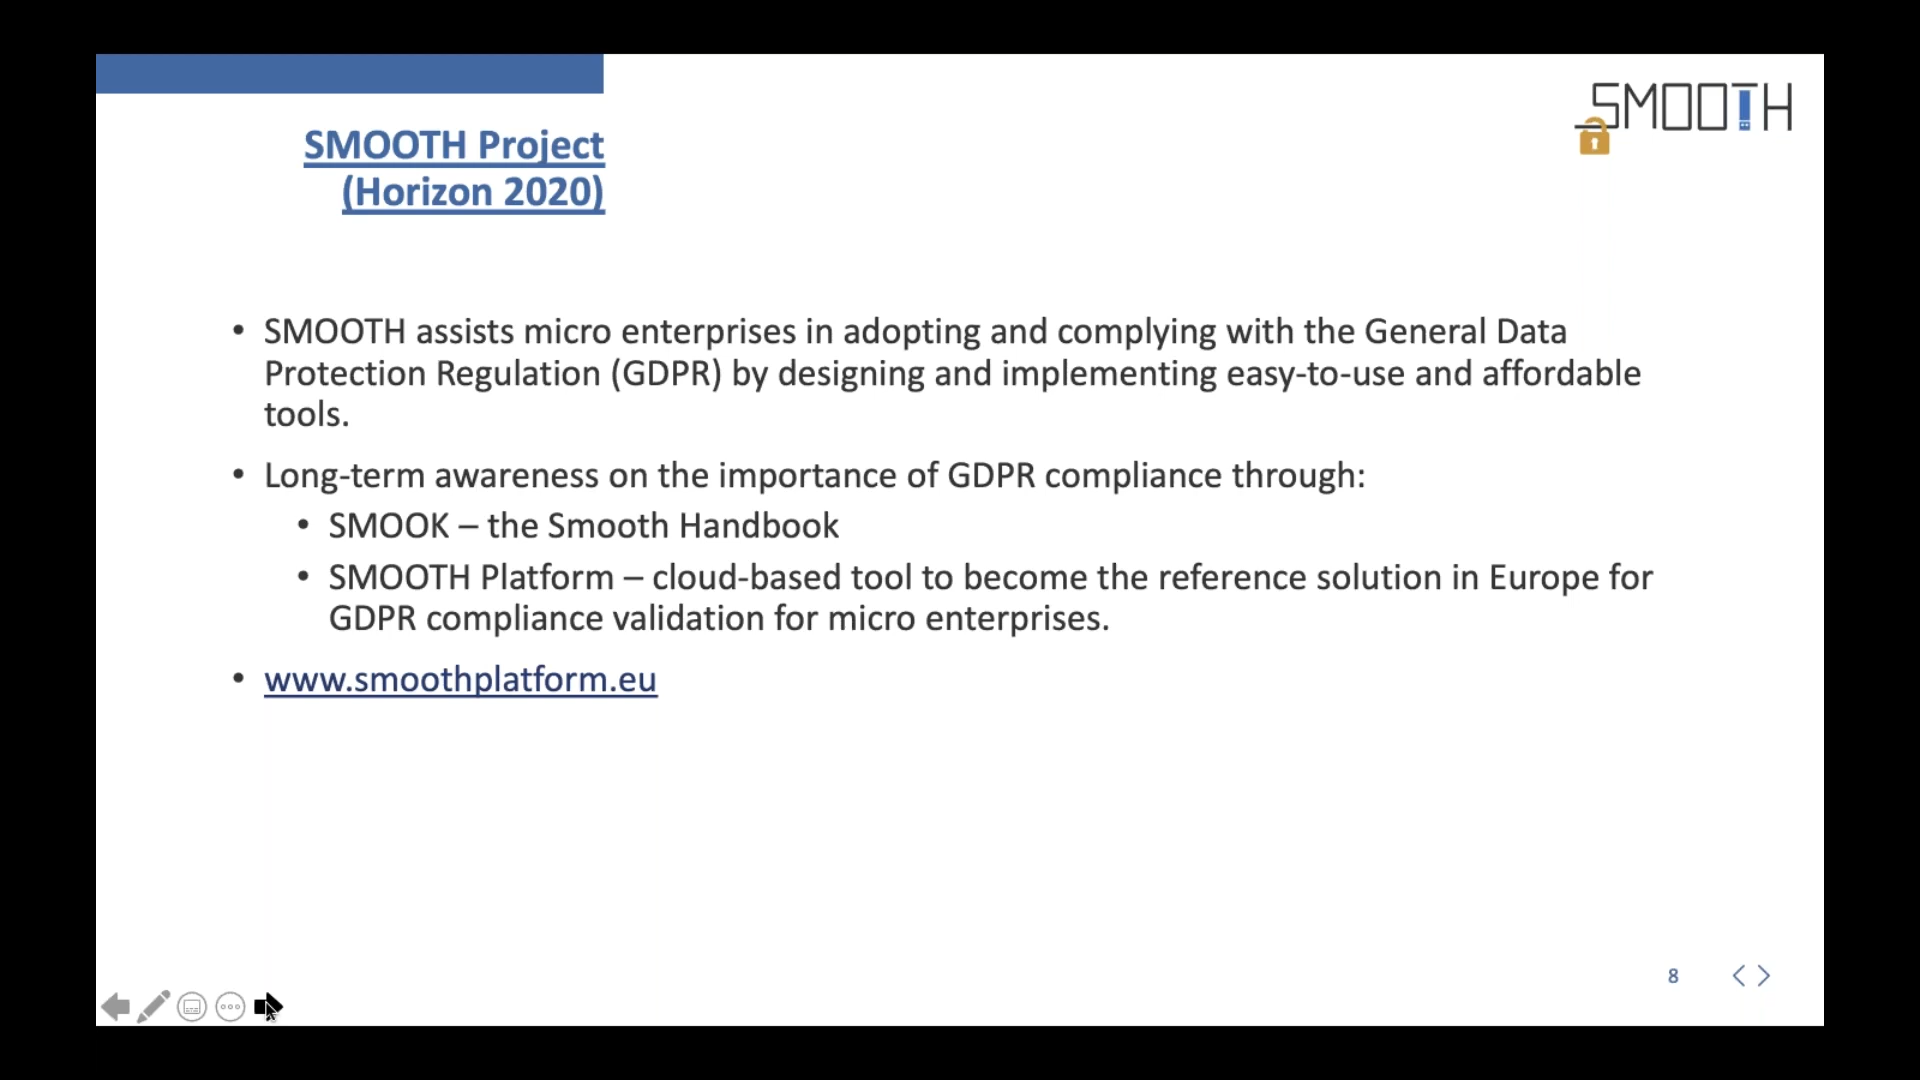 SMOOTH
SMOOTH Project
(Horizon 2020)
• SMOOTH assists micro enterprises in adopting and complying with the General Data
Protection Regulation (GDPR) by designing and implementing easy-to-use and affordable
tools.
• Long-term awareness on the importance of GDPR compliance through:
• SMOOK – the Smooth Handbook
• SMOOTH Platform – cloud-based tool to become the reference solution in Europe for
GDPR compliance validation for micro enterprises.
• www.smoothplatform.eu
8